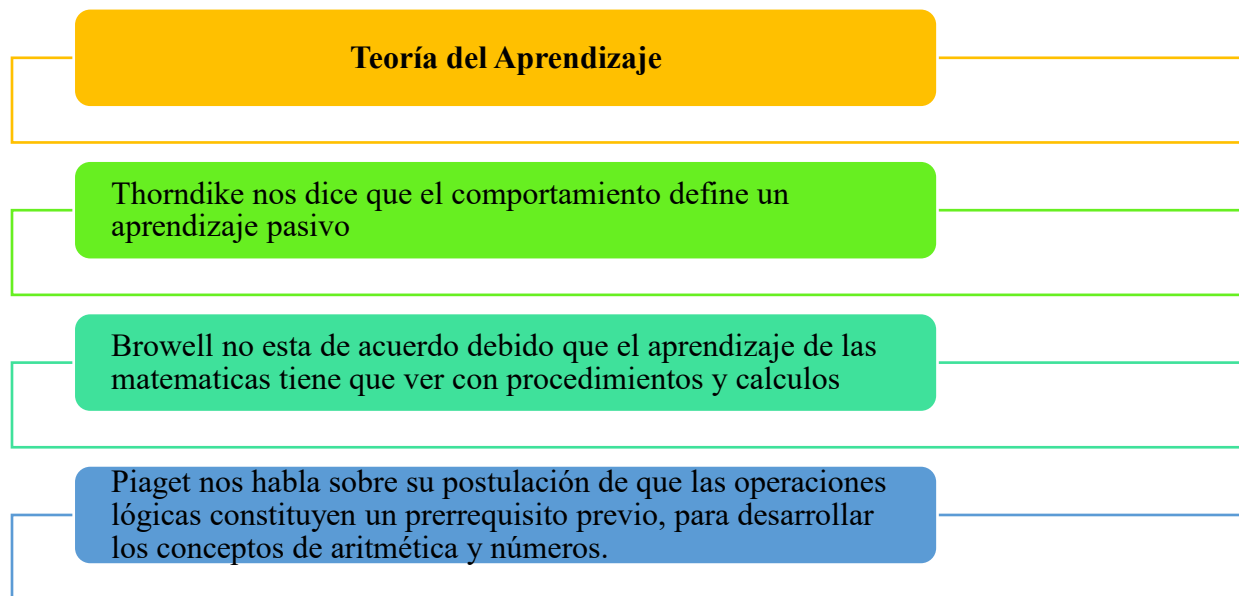 Teoría del Aprendizaje
Thorndike nos dice que el comportamiento define un
aprendizaje pasivo
Browell no esta de acuerdo debido que el aprendizaje de las
matematicas tiene que ver con procedimientos y calculos
Piaget nos habla sobre su postulación de que las operaciones
lógicas constituyen un prerrequisito previo, para desarrollar
los conceptos de aritmética y números.